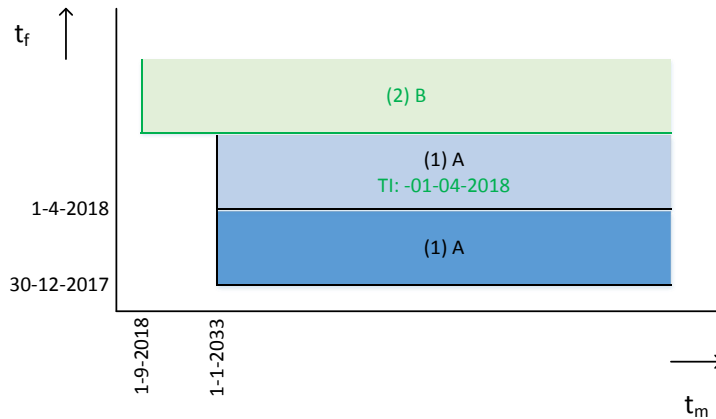 t_f
(2) B
(1) A
TI: -01-04-2018
1-4-2018
(1) A
30-12-2017
1-9-2018
1-1-2033
t_m